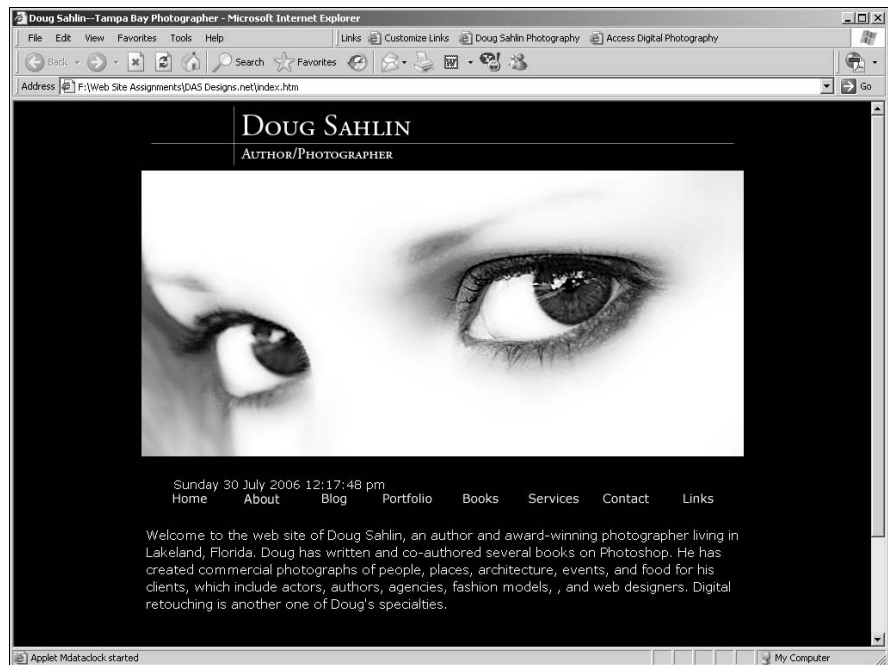 Doug Sahlin--Tampa Bay Photographer - Microsoft Internet Explorer
File Edit View Favorites Tools Help Links Customize Links Doug Sahlin Photography Access Digital Photography
Back Search Favorites
Address F:\Web Site Assignments\DAS Designs.net\index.htm Go
DOUG SAHLIN
AUTHOR/PHOTOGRAPHER
Sunday 30 July 2006 12:17:48 pm
Home About Blog Portfolio Books Services Contact Links
Welcome to the web site of Doug Sahlin, an author and award-winning photographer living in
Lakeland, Florida. Doug has written and co-authored several books on Photoshop. He has
created commercial photographs of people, places, architecture, events, and food for his
clients, which include actors, authors, agencies, fashion models, , and web designers. Digital
retouching is another one of Doug's specialties.
Applet Mdataclock started My Computer